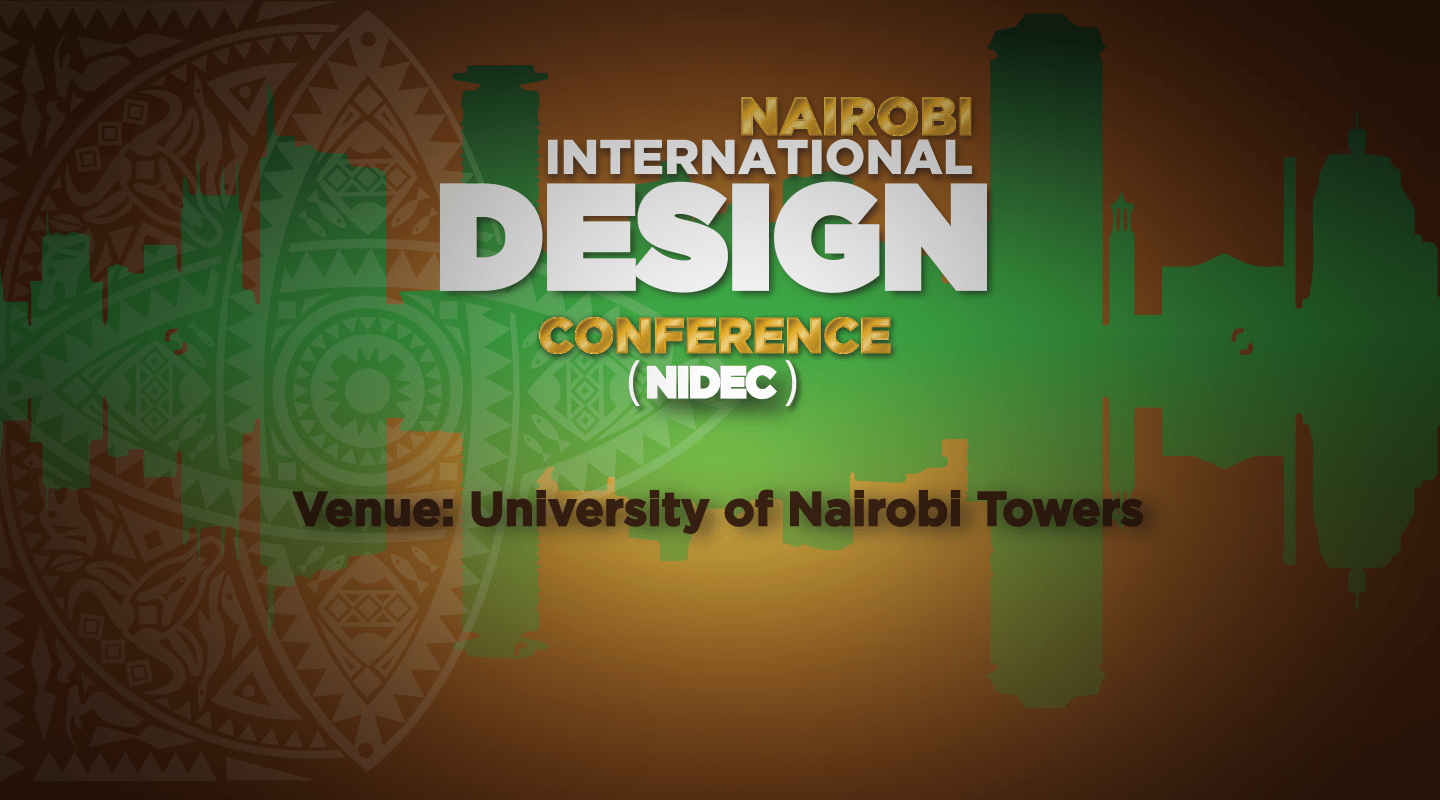 NAIROBI
INTERNATIONAL
DESIGN
CONFERENCE
( NIDEC )
Venue: University of Nairobi Towers